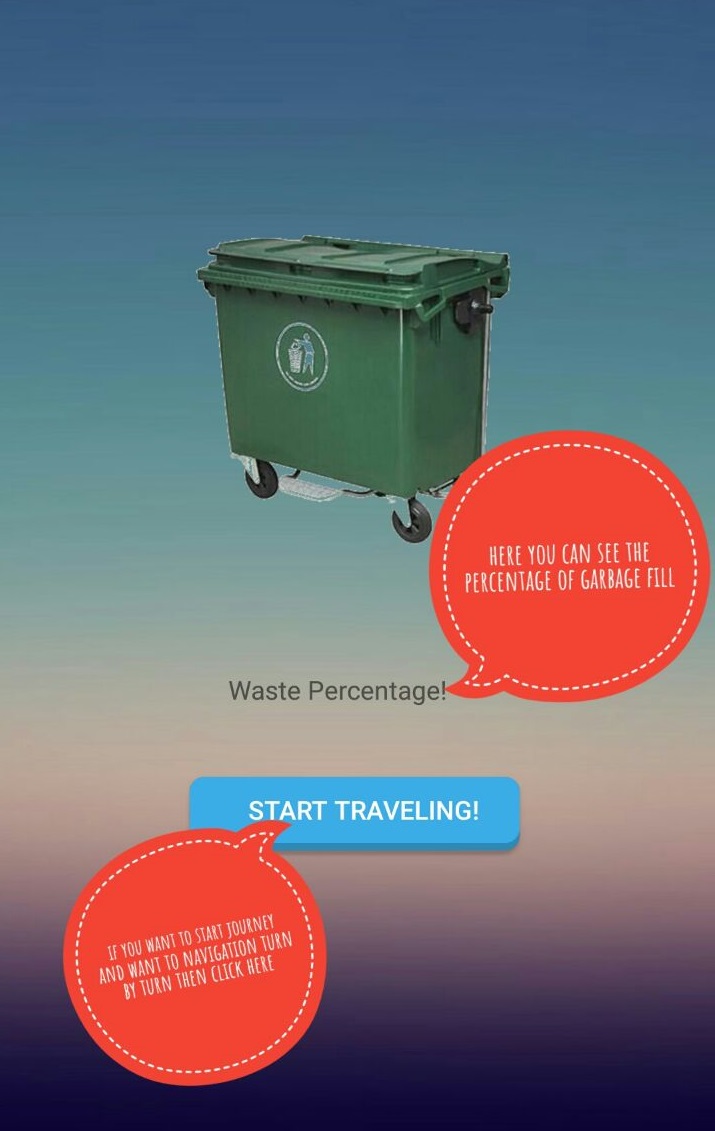 HERE YOU CAN SEE THE
PERCENTAGE OF GARBAGE FILL
Waste Percentage!
START TRAVELING!
IF YOU WANT TO START JOURNEY
AND WANT TO NAVIGATION TURN
BY TURN THEN CLICK HERE